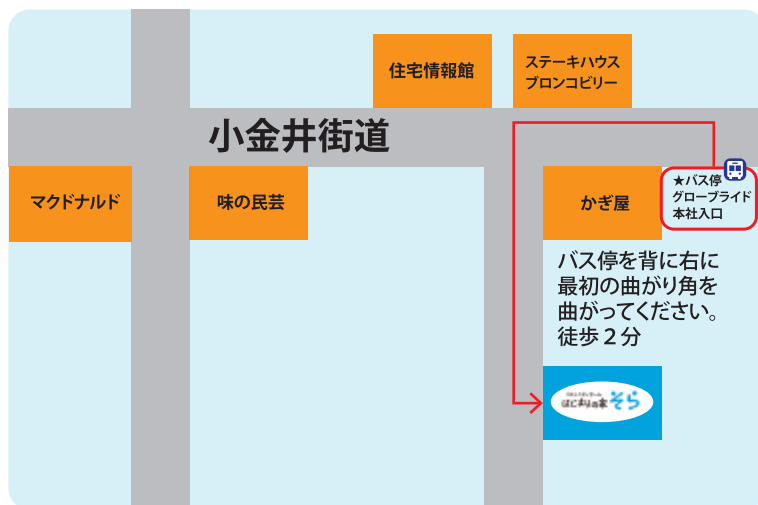 住宅情報館
ステーキハウス
ブロンコビリー
小金井街道
マクドナルド
味の民芸
かぎ屋
★バス停
グローブライド
本社入口
バス停を背に右に
最初の曲がり角を
曲がってください。
徒歩２分
はじまりの家 そら